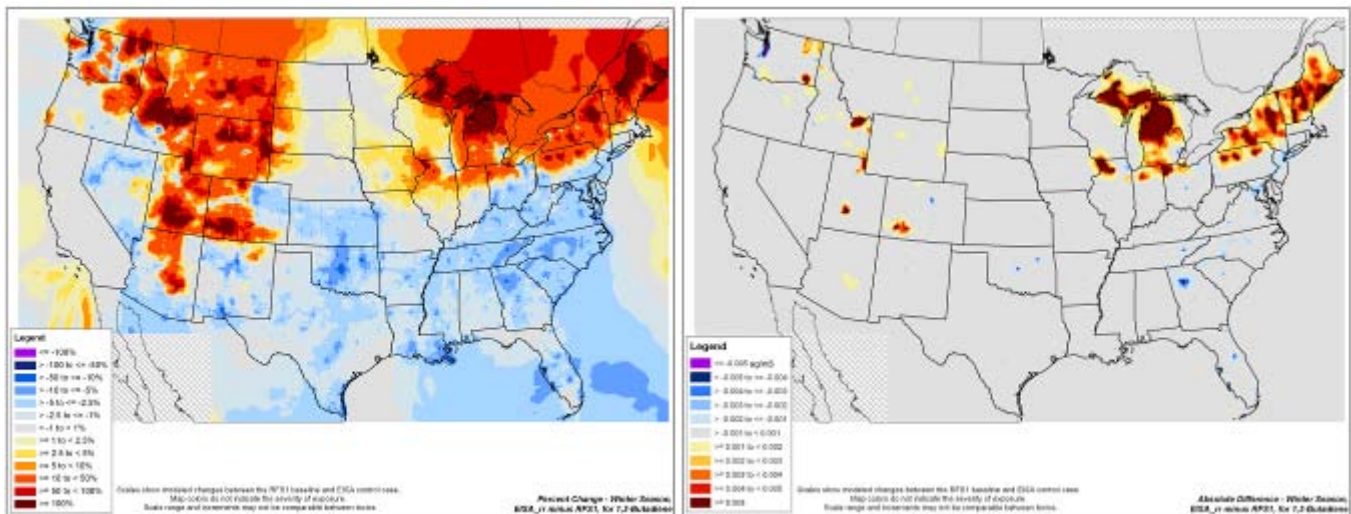 Legend
<= -100%
> -100 to <= -50%
> -50 to <= -10%
> -10 to <= -5%
> -5 to <= -2.5%
> -2.5 to <= -1%
> -1 to < 1%
>= 1 to < 2.5%
>= 2.5 to < 5%
>= 5 to < 10%
>= 10 to < 50%
>= 50 to < 100%
>= 100%
Scales show modeled changes between the RFS1 baseline and EISA control case.
Map colors do not indicate the severity of exposure.
Scale range and increments may not be comparable between toxics.
Percent Change - Winter Season,
EISA_rr minus RFS1, for 1,3-Butadiene
Legend
<= -0.005 ug/m3
> -0.005 to <= -0.004
> -0.004 to <= -0.003
> -0.003 to <= -0.002
> -0.002 to <= -0.001
> -0.001 to < 0.001
>= 0.001 to < 0.002
>= 0.002 to < 0.003
>= 0.003 to < 0.004
>= 0.004 to < 0.005
>= 0.005
Scales show modeled changes between the RFS1 baseline and EISA control case.
Map colors do not indicate the severity of exposure.
Scale range and increments may not be comparable between toxics.
Absolute Difference - Winter Season,
EISA_rr minus RFS1, for 1,3-Butadiene